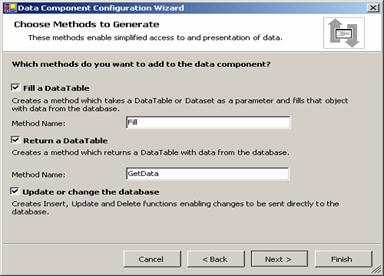 Data Component Configuration Wizard
Choose Methods to Generate
These methods enable simplified access to and presentation of data.
Which methods do you want to add to the data component?
Fill a DataTable
Creates a method which takes a DataTable or Dataset as a parameter and fills that object
with data from the database.
Method Name: Fill
Return a DataTable
Creates a method which returns a DataTable with data from the database.
Method Name: GetData
Update or change the database
Creates Insert, Update and Delete functions enabling changes to be sent directly to the
database.
Cancel < Back Next > Finish